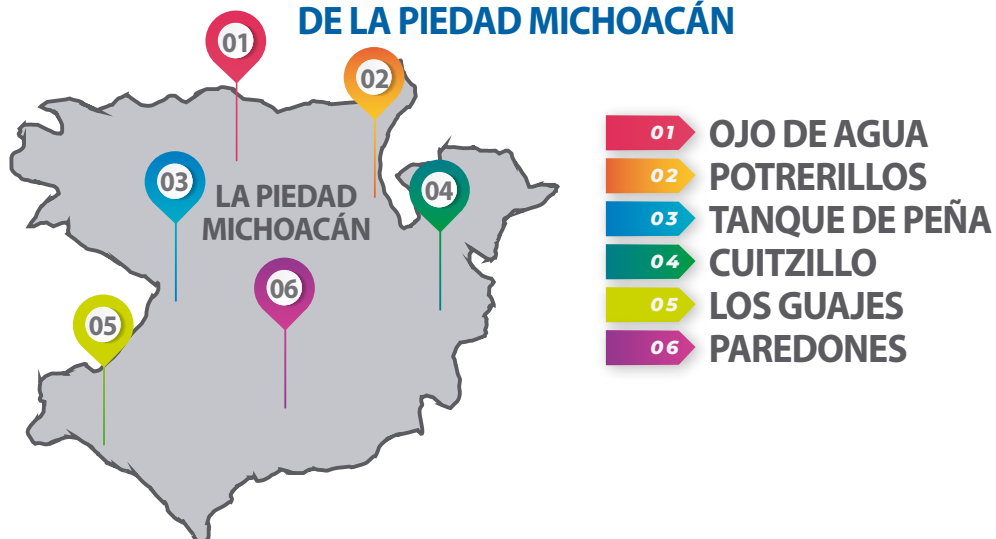 DE LA PIEDAD MICHOACÁN
01
02
03
04
05
06
LA PIEDAD
MICHOACÁN
01 OJO DE AGUA
02 POTRERILLOS
03 TANQUE DE PEÑA
04 CUITZILLO
05 LOS GUAJES
06 PAREDONES